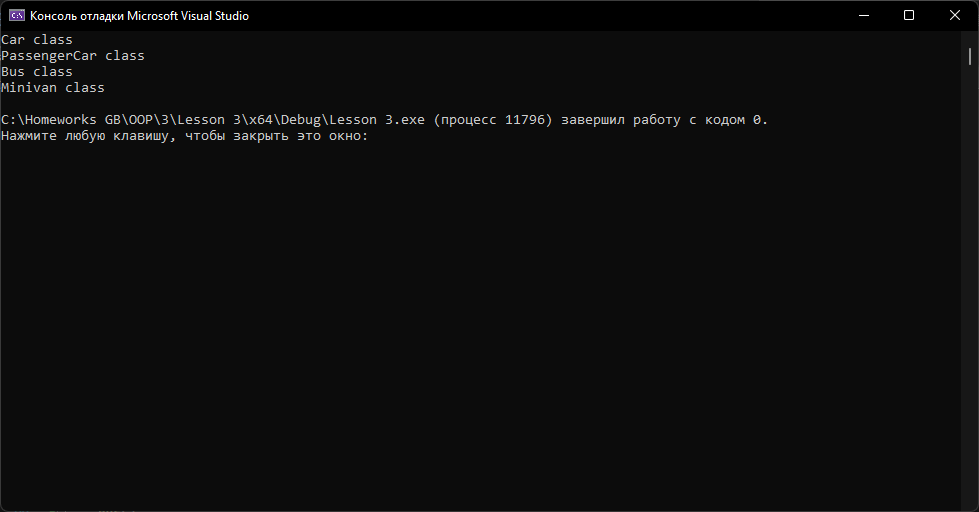 Консоль отладки Microsoft Visual Studio
Car class
PassengerCar class
Bus class
Minivan class
C:\Homeworks GB\OOP\3\Lesson 3\x64\Debug\Lesson 3.exe (процесс 11796) завершил работу с кодом 0.
Нажмите любую клавишу, чтобы закрыть это окно: